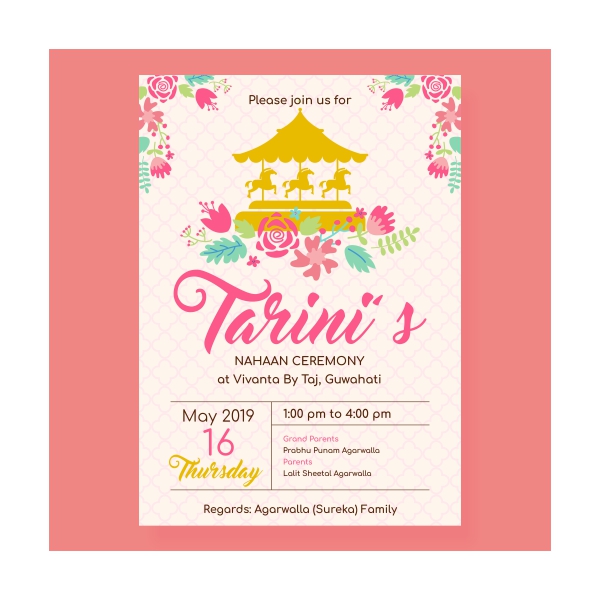 Please join us for
Tarini's
NAHAAN CEREMONY
at Vivanta By Taj, Guwahati
May 2019
16
Thursday
1:00 pm to 4:00 pm
Grand Parents
Prabhu Punam Agarwalla
Parents
Lalit Sheetal Agarwalla
Regards: Agarwalla (Sureka) Family